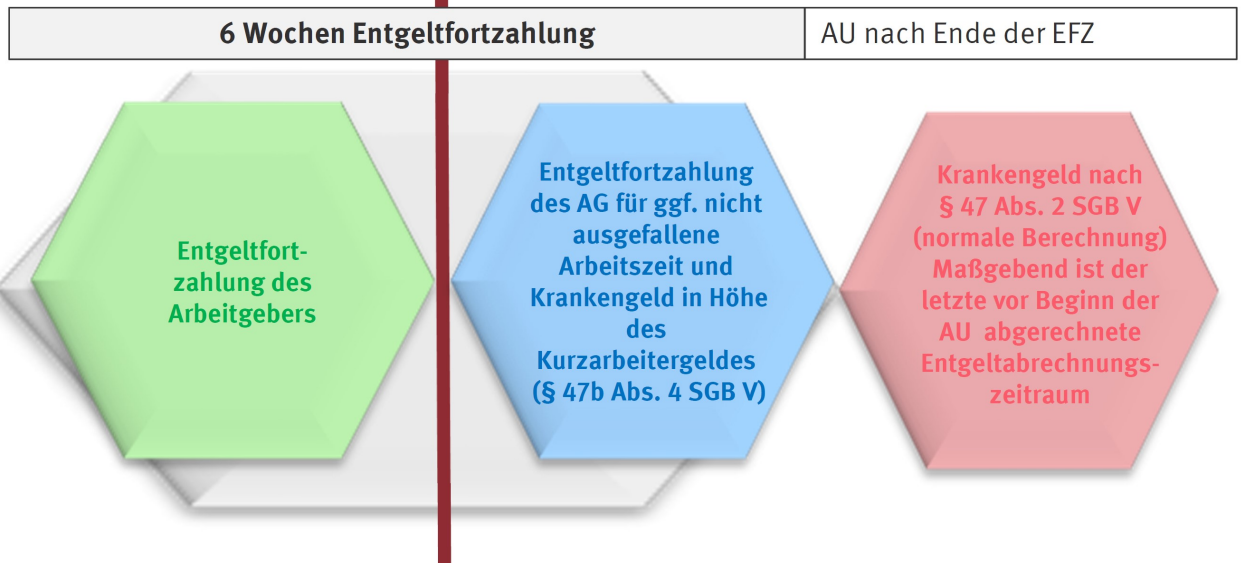 6 Wochen Entgeltfortzahlung
AU nach Ende der EFZ
Entgeltfort-
zahlung des
Arbeitgebers
Entgeltfortzahlung
des AG für ggf. nicht
ausgefallene
Arbeitszeit und
Krankengeld in Höhe
des
Kurzarbeitergeldes
(§ 47b Abs. 4 SGB V)
Krankengeld nach
§ 47 Abs. 2 SGB V
(normale Berechnung)
Maßgebend ist der
letzte vor Beginn der
AU abgerechnete
Entgeltabrechnungs-
zeitraum